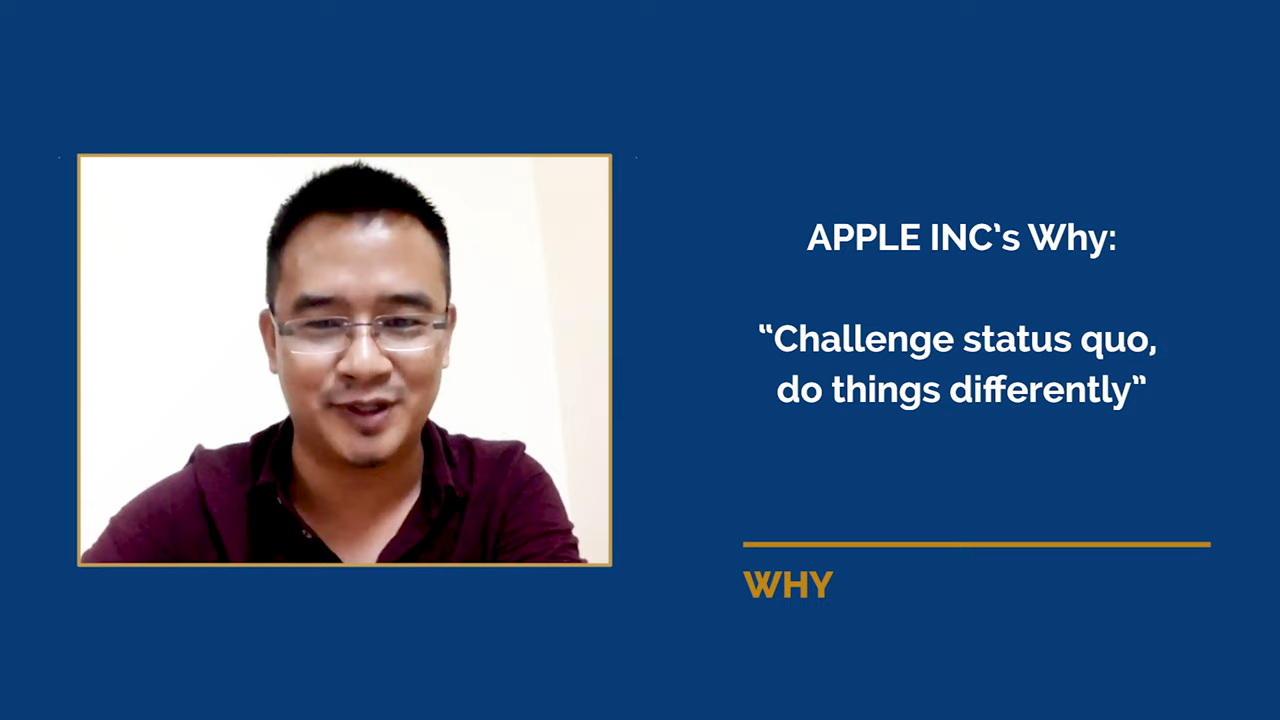 APPLE INC's Why:
“Challenge status quo,
do things differently”
WHY